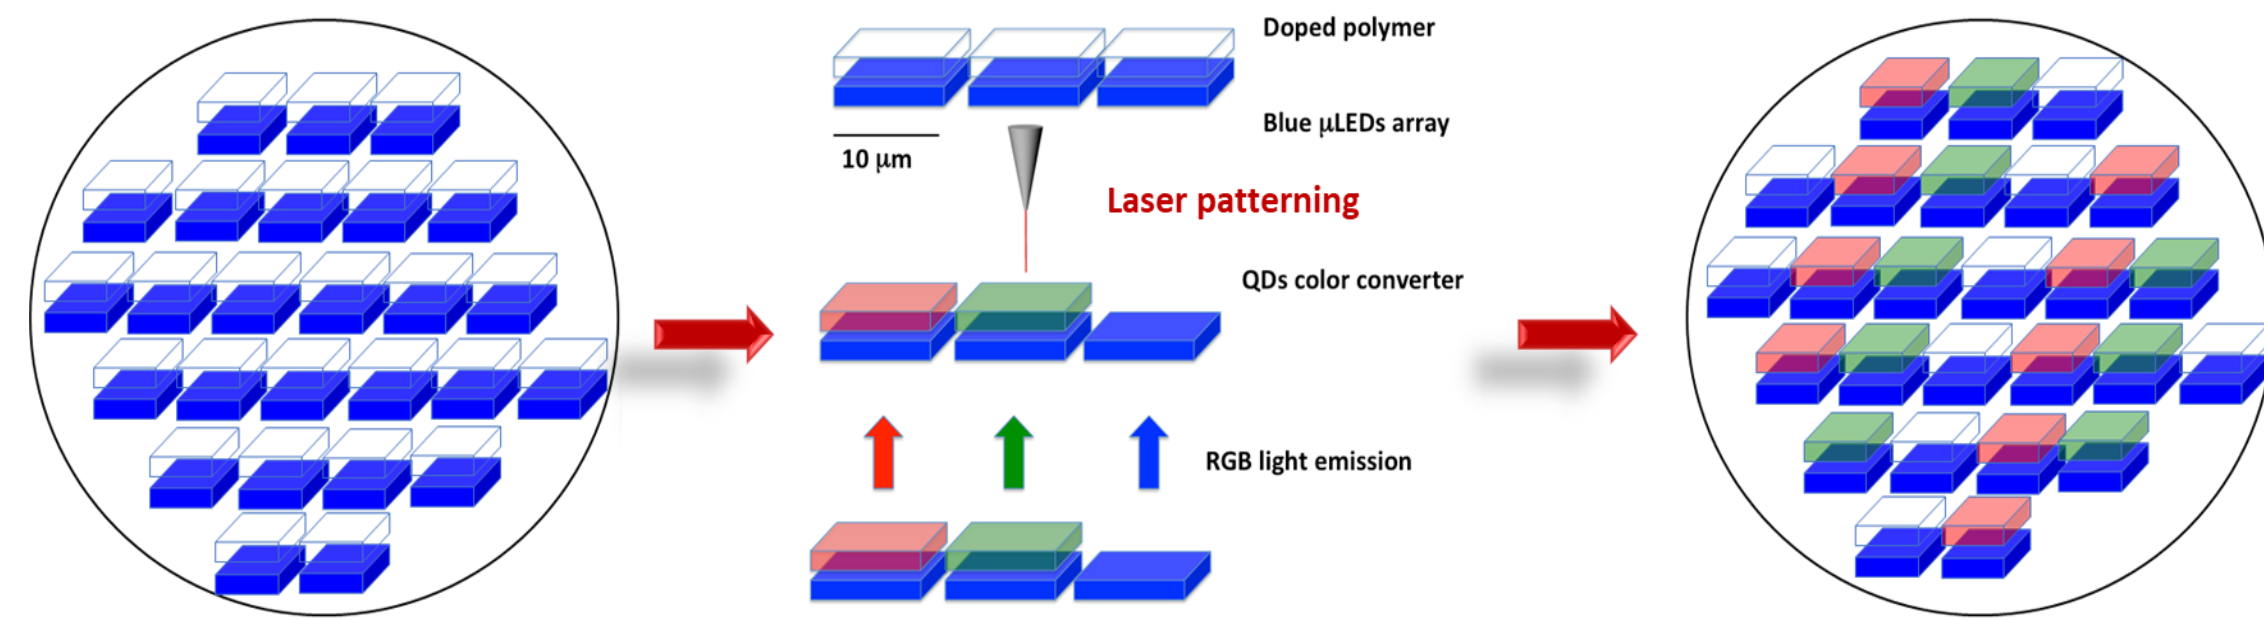 Doped polymer
Blue μLEDs array
10 μm
Laser patterning
QDs color converter
RGB light emission